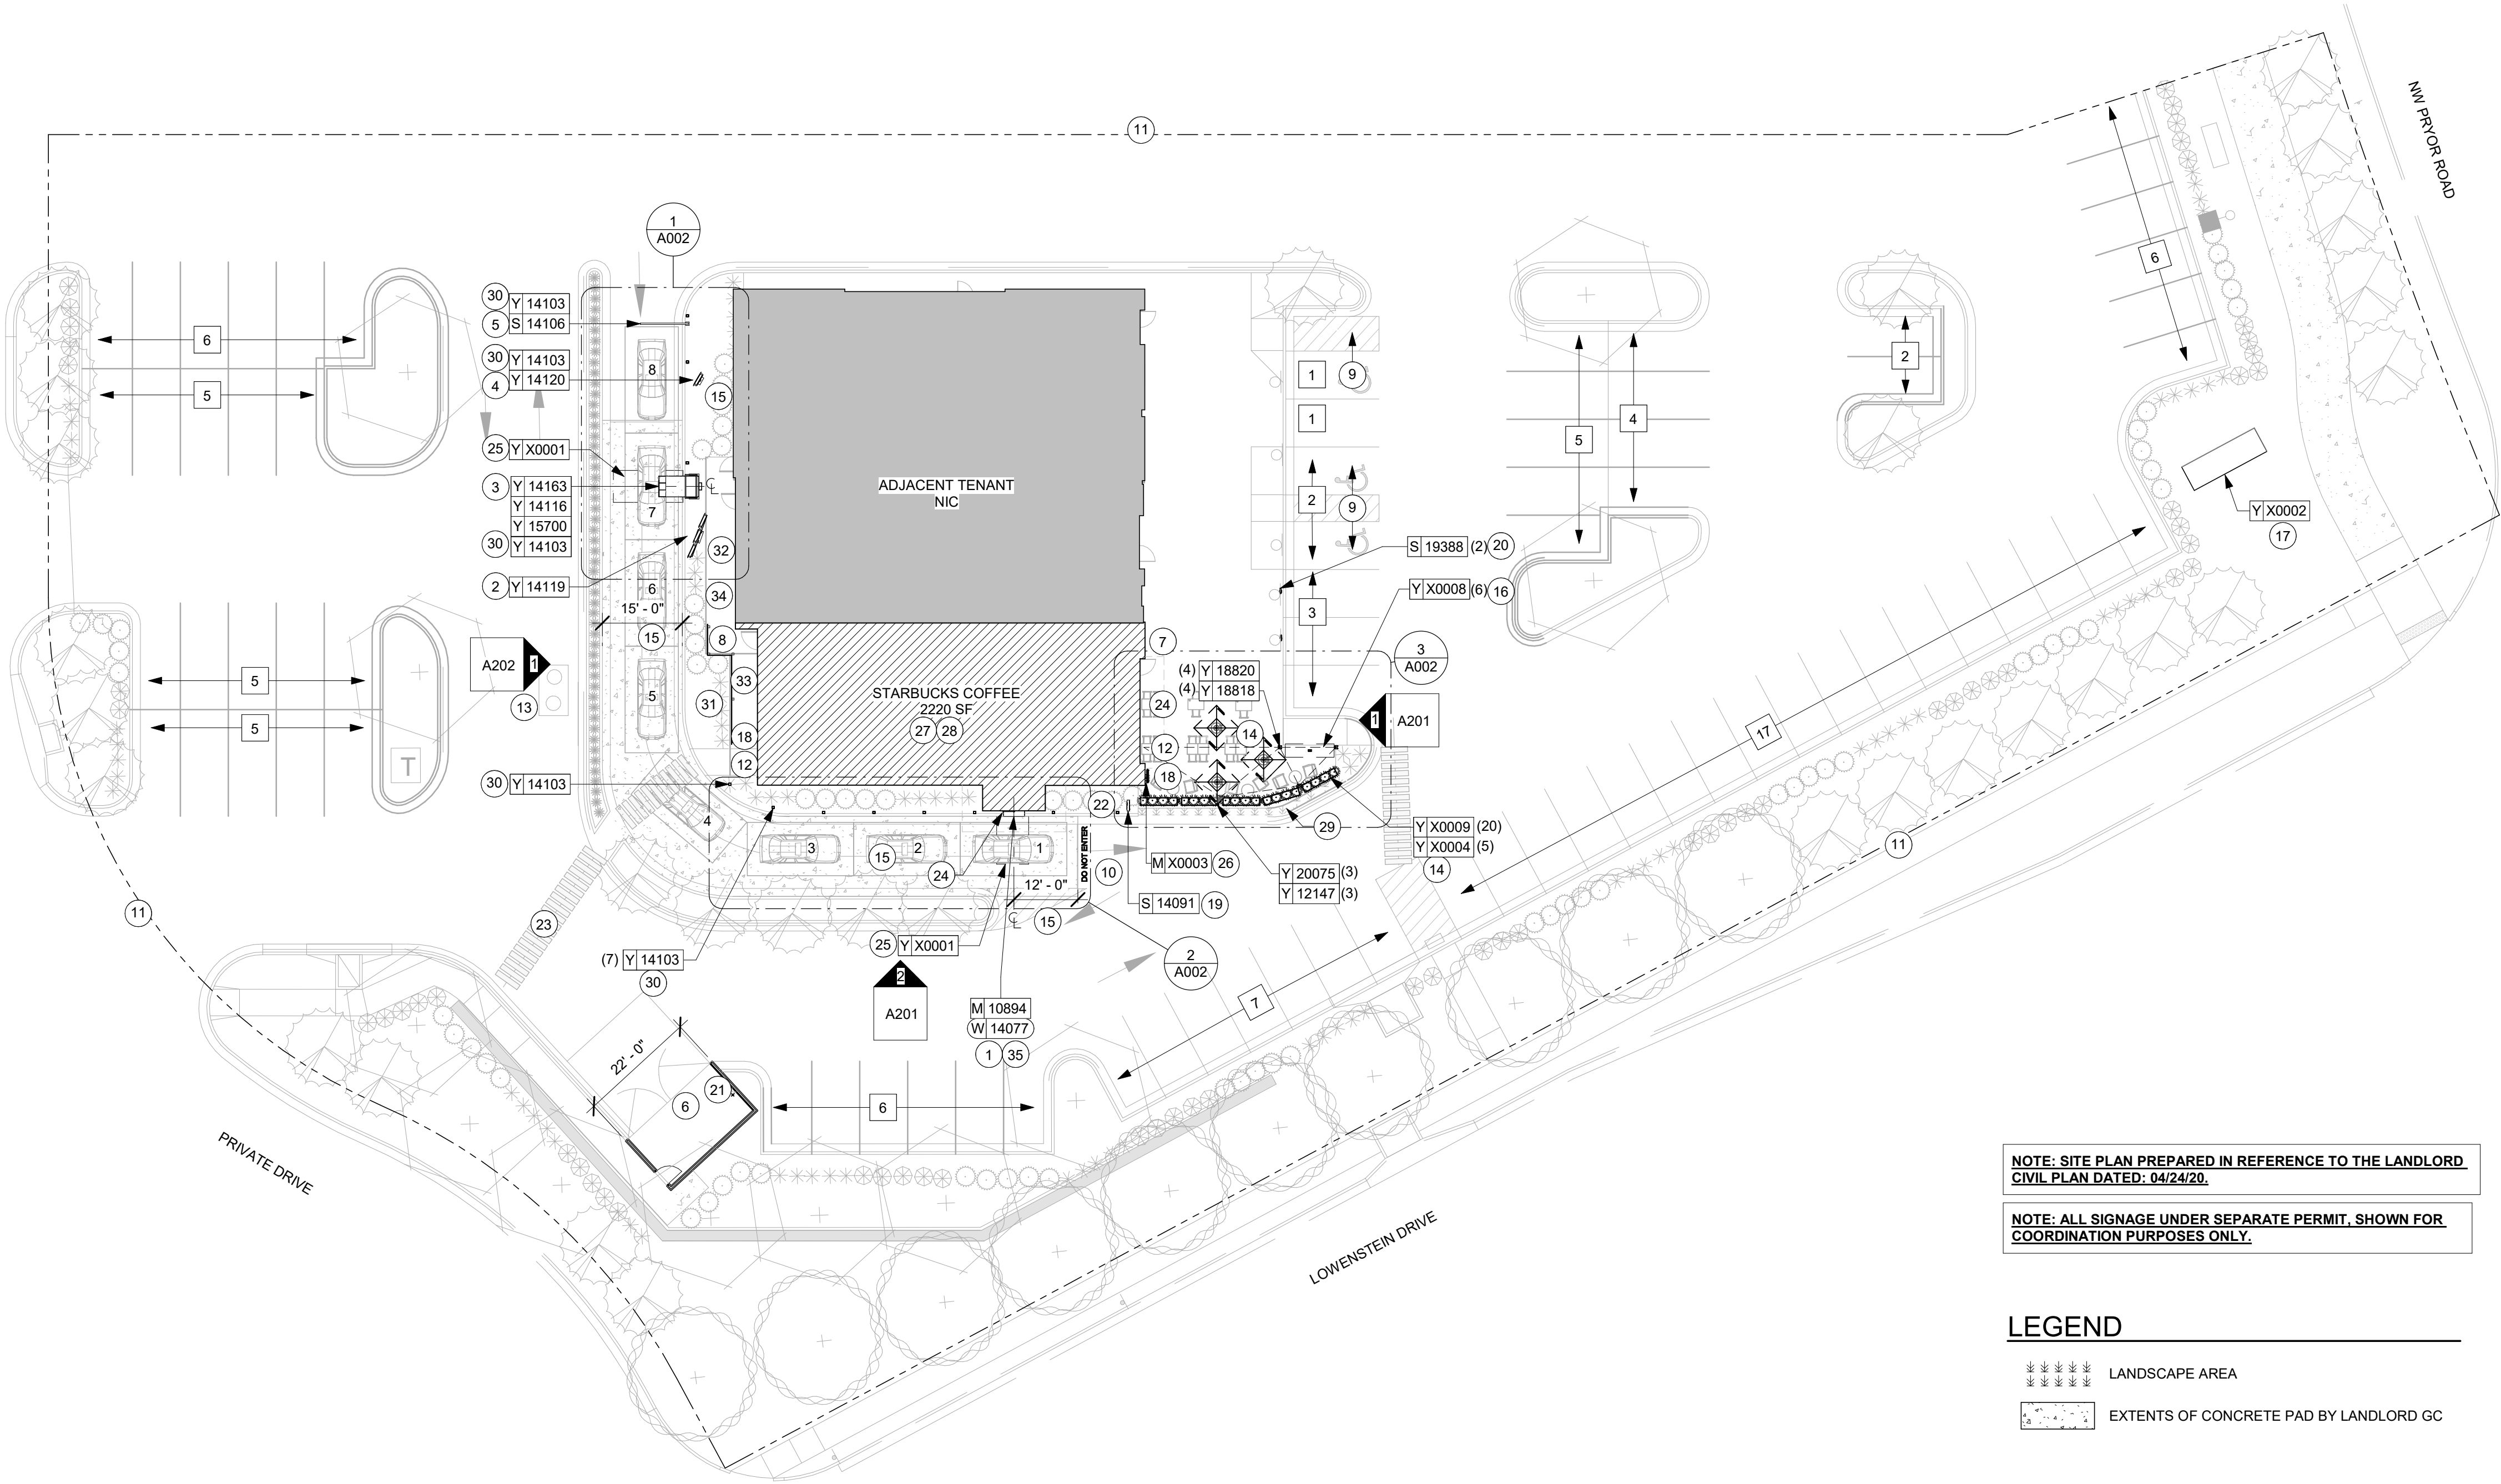 11
NW PRYOR ROAD
1
A002
6
6
5
30 Y 14103
5 S 14106
30 Y 14103
4 Y 14120
25 Y X0001
3 Y 14163
Y 14116
Y 15700
30 Y 14103
2 Y 14119
8
15
7
32
6
34
15' - 0"
15
8
5
33
31
18
12
℄
ADJACENT TENANT
NIC
STARBUCKS COFFEE
2220 SF
27 28
1
9
1
2
9
3
5
4
2
S 19388 (2) 20
Y X0008 (6) 16
Y X0002
17
3
A002
7
(4) Y 18820
(4) Y 18818
24
14
12
18
1 A201
A202 1
13
5
5
T
30 Y 14103
4
3
15
2
1
24
DO NOT ENTER
22
10
12' - 0"
℄
15
29
M X0003 26
S 14091 19
Y 20075 (3)
Y 12147 (3)
Y X0009 (20)
Y X0004 (5)
14
17
11
11
23
(7) Y 14103
30
25 Y X0001
2
A201
2
A002
M 10894
W 14077
1 35
7
22' - 0"
21
6
6
PRIVATE DRIVE
LOWENSTEIN DRIVE
NOTE: SITE PLAN PREPARED IN REFERENCE TO THE LANDLORD
CIVIL PLAN DATED: 04/24/20.
NOTE: ALL SIGNAGE UNDER SEPARATE PERMIT, SHOWN FOR
COORDINATION PURPOSES ONLY.
LEGEND
LANDSCAPE AREA
EXTENTS OF CONCRETE PAD BY LANDLORD GC